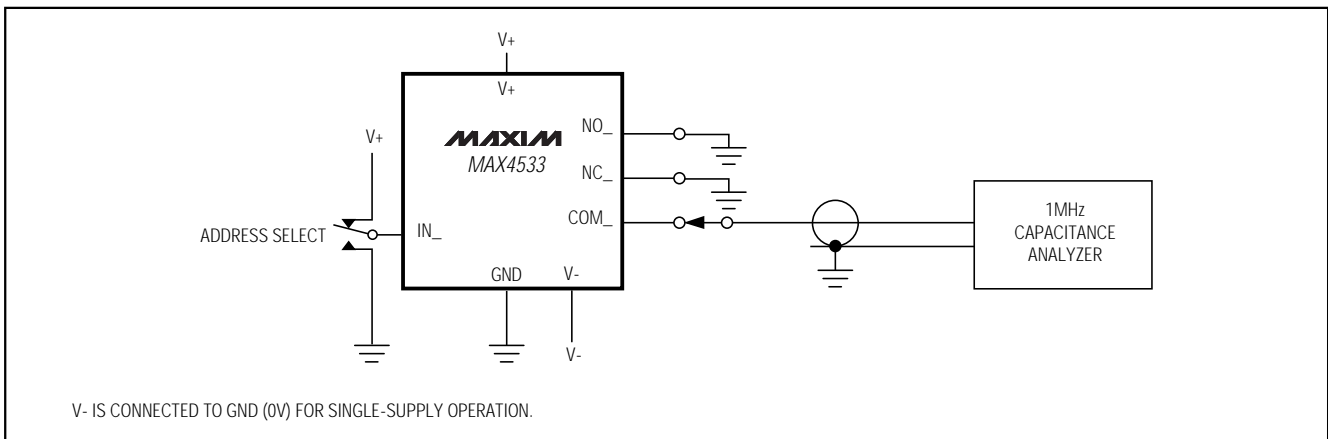 V+
V+
MAXIM
MAX4533
V+
NO_
NC_
COM_
ADDRESS SELECT
IN_
GND
V-
V-
1MHz
CAPACITANCE
ANALYZER
V- IS CONNECTED TO GND (0V) FOR SINGLE-SUPPLY OPERATION.